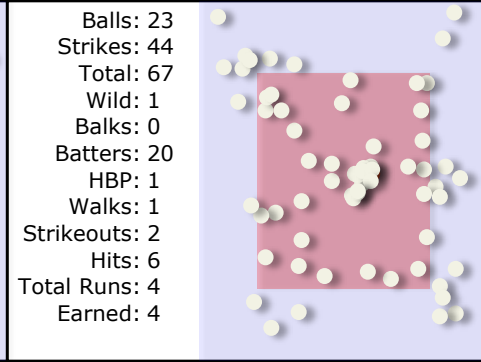 Balls: 23
Strikes: 44
Total: 67
Wild: 1
Balks: 0
Batters: 20
HBP: 1
Walks: 1
Strikeouts: 2
Hits: 6
Total Runs: 4
Earned: 4